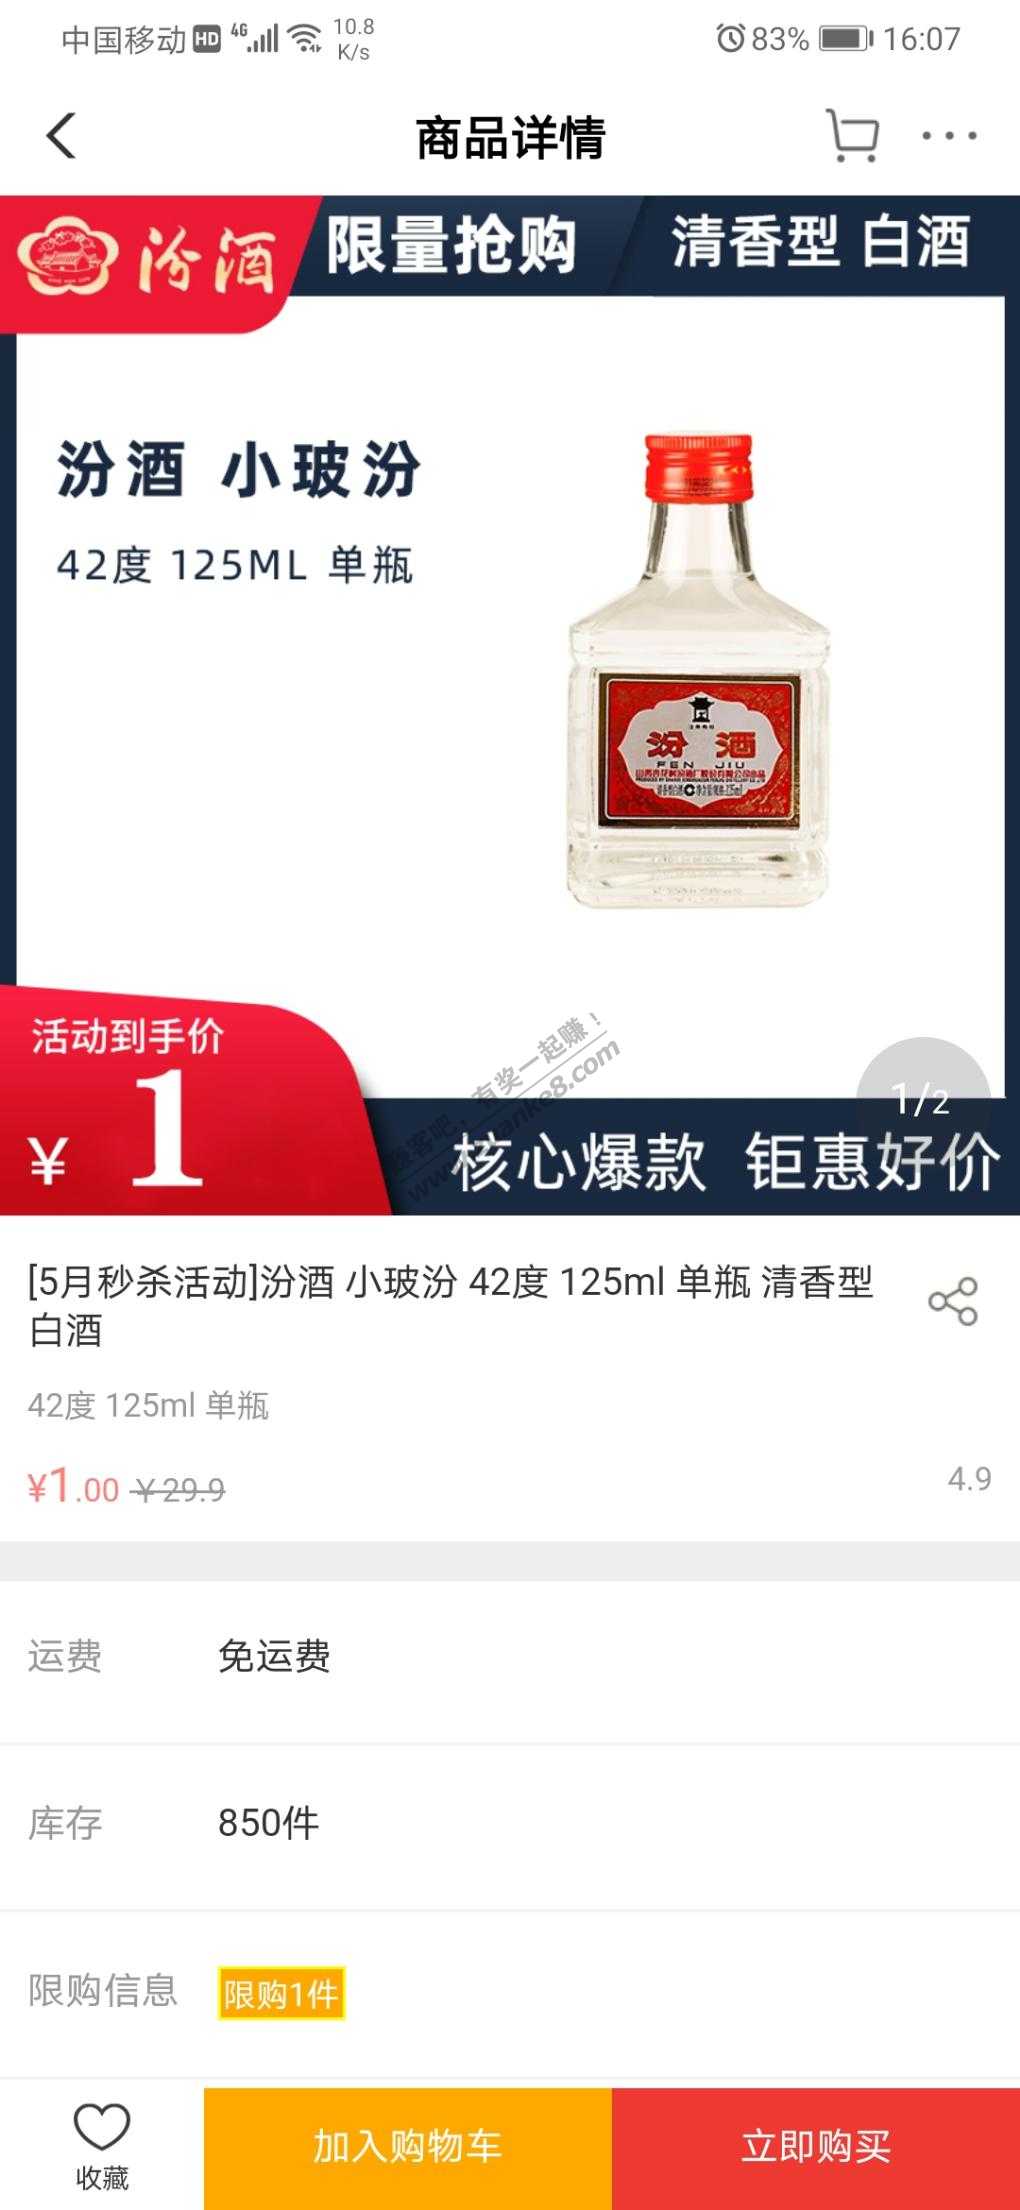 中国移动 HD 4G 10.8 K/s 83% 16:07
商品详情
汾酒 限量抢购 清香型 白酒
汾酒 小玻汾
42度 125ML 单瓶
汾 酒
FEN JIU
活动到手价
¥ 1
有奖一起赚!
1/2
核心爆款 钜惠好价
[5月秒杀活动]汾酒 小玻汾 42度 125ml 单瓶 清香型
白酒
42度 125ml 单瓶
¥1.00 ¥29.9 4.9
运费 免运费
库存 850件
限购信息 限购1件
收藏 加入购物车 立即购买